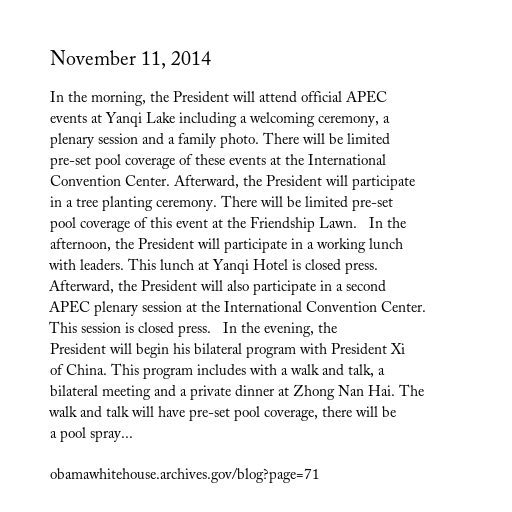 November 11, 2014
In the morning, the President will attend official APEC
events at Yanqi Lake including a welcoming ceremony, a
plenary session and a family photo. There will be limited
pre-set pool coverage of these events at the International
Convention Center. Afterward, the President will participate
in a tree planting ceremony. There will be limited pre-set
pool coverage of this event at the Friendship Lawn.   In the
afternoon, the President will participate in a working lunch
with leaders. This lunch at Yanqi Hotel is closed press.
Afterward, the President will also participate in a second
APEC plenary session at the International Convention Center.
This session is closed press.   In the evening, the
President will begin his bilateral program with President Xi
of China. This program includes with a walk and talk, a
bilateral meeting and a private dinner at Zhong Nan Hai. The
walk and talk will have pre-set pool coverage, there will be
a pool spray...
obamawhitehouse.archives.gov/blog?page=71